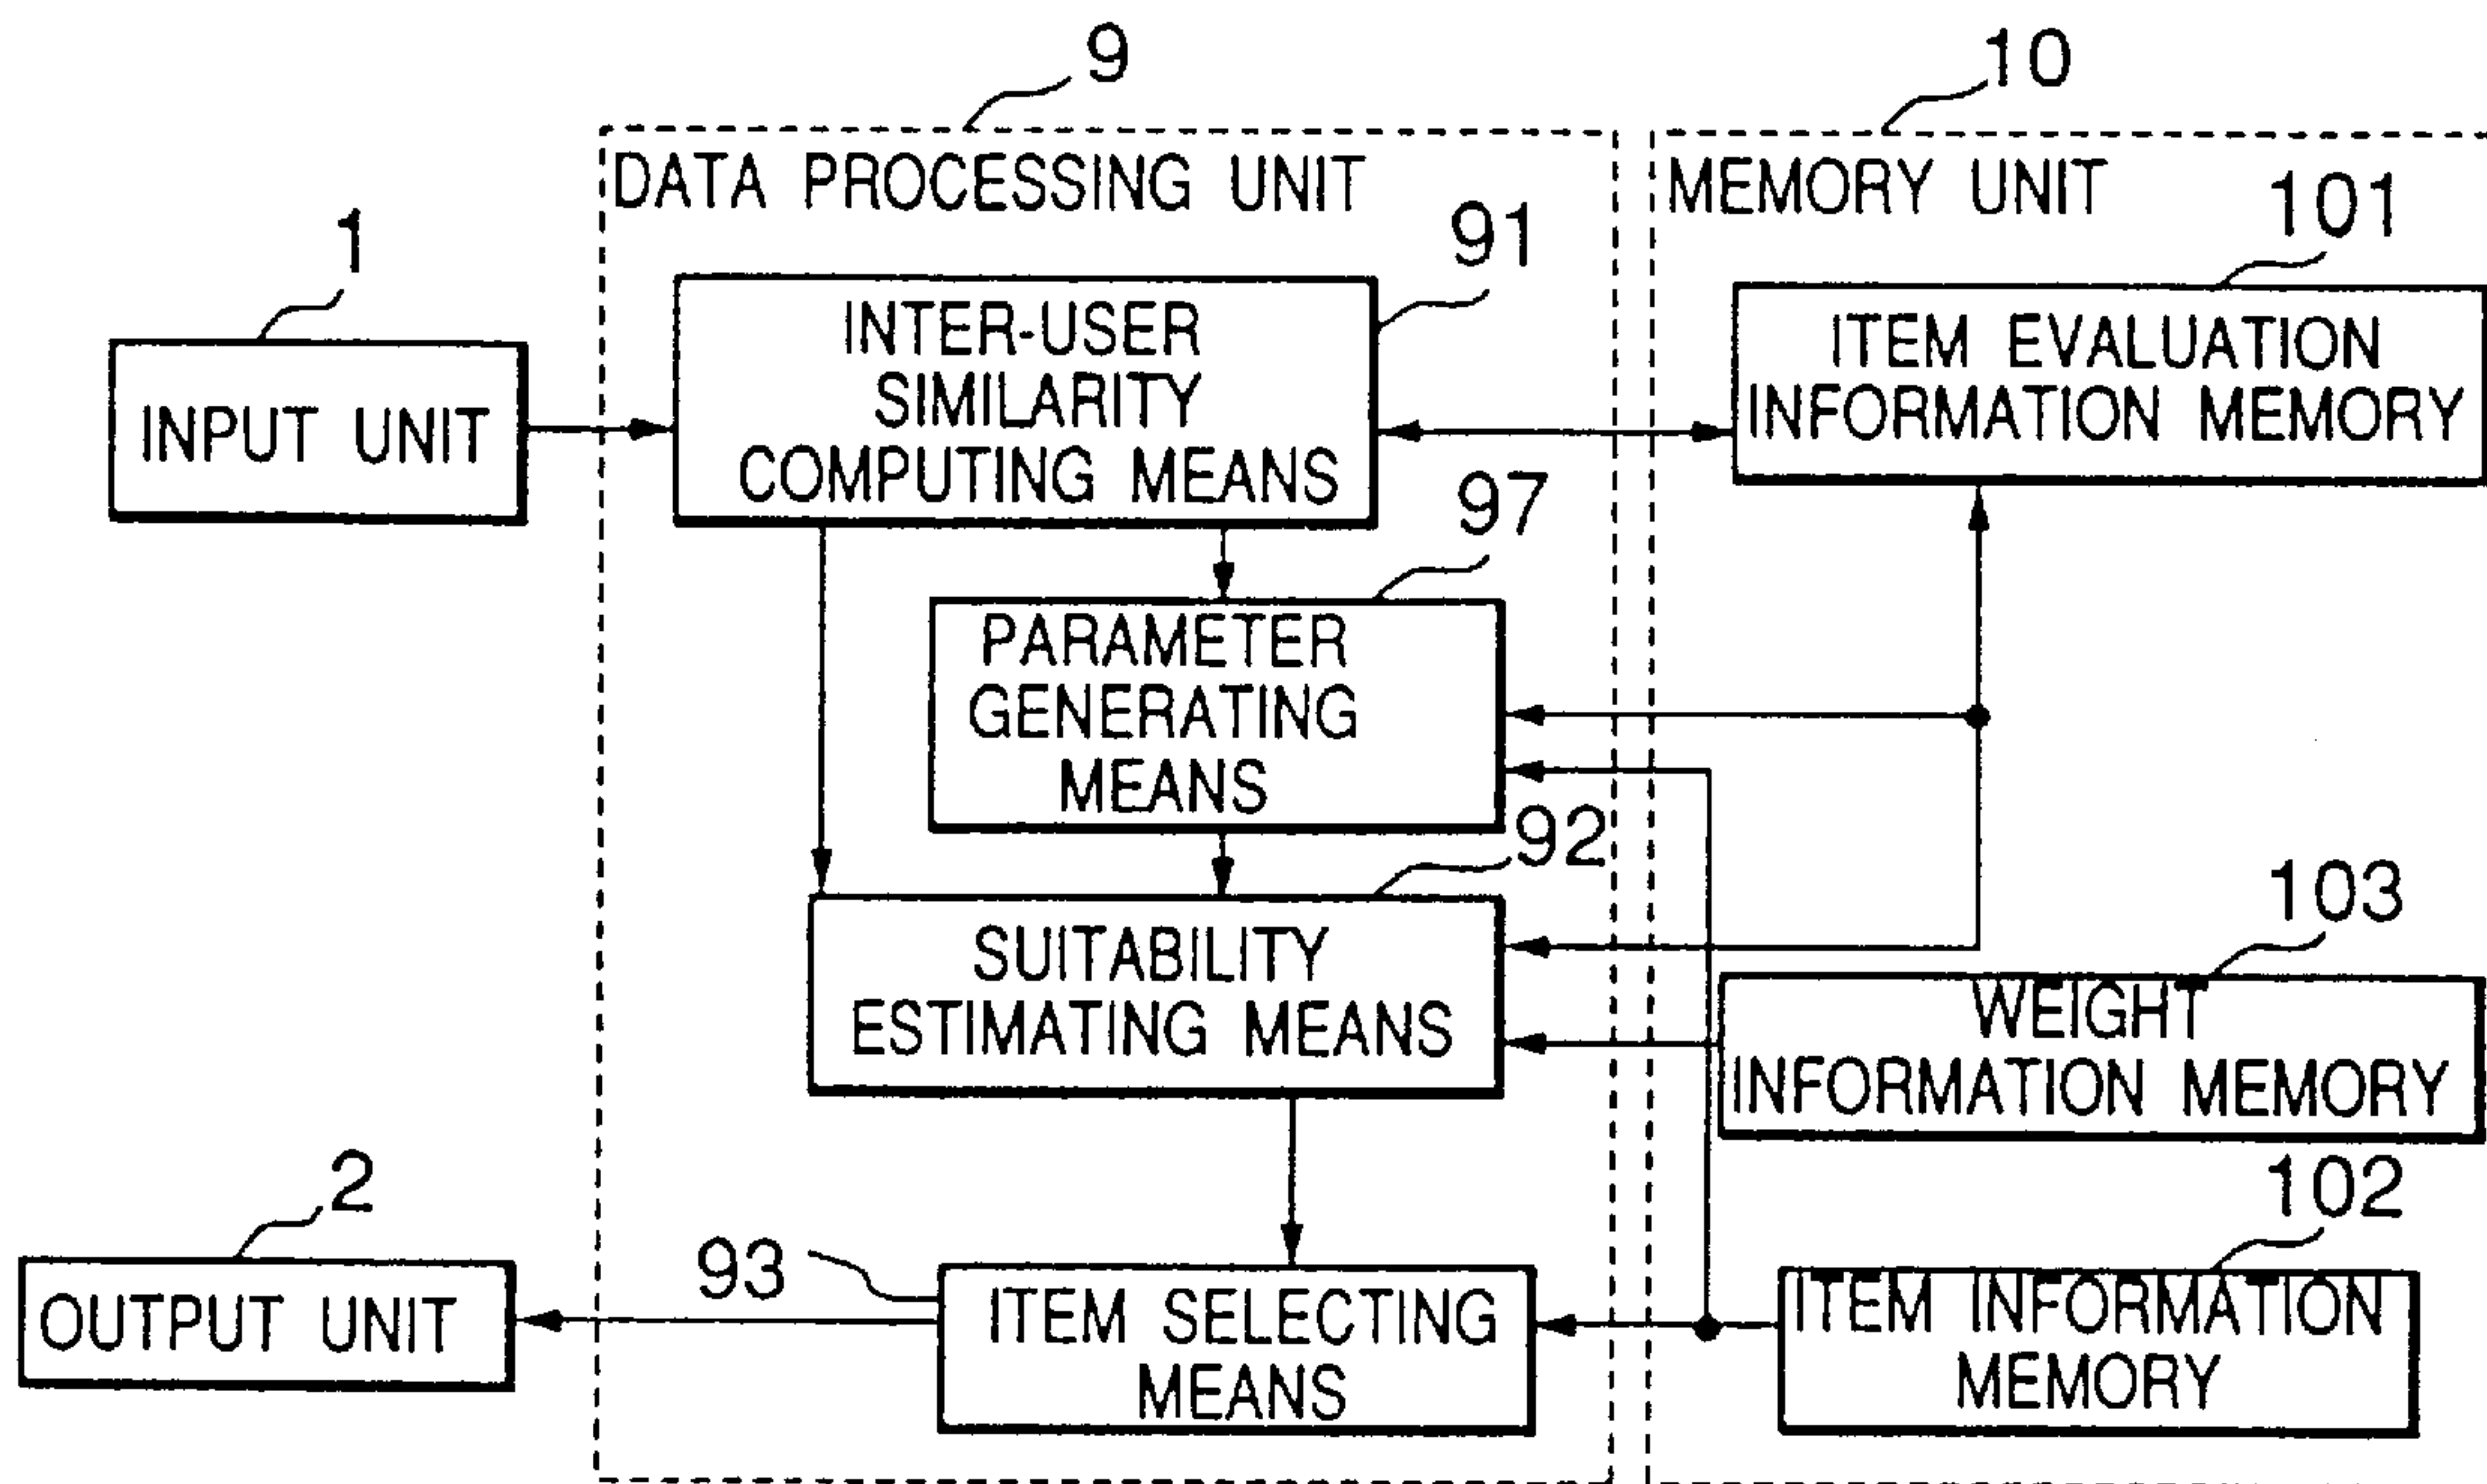 9
10
DATA PROCESSING UNIT
MEMORY UNIT
1
91
101
INPUT UNIT
INTER-USER
SIMILARITY
COMPUTING MEANS
ITEM EVALUATION
INFORMATION MEMORY
97
PARAMETER
GENERATING
MEANS
92
SUITABILITY
ESTIMATING MEANS
103
WEIGHT
INFORMATION MEMORY
2
OUTPUT UNIT
93
ITEM SELECTING
MEANS
102
ITEM INFORMATION
MEMORY